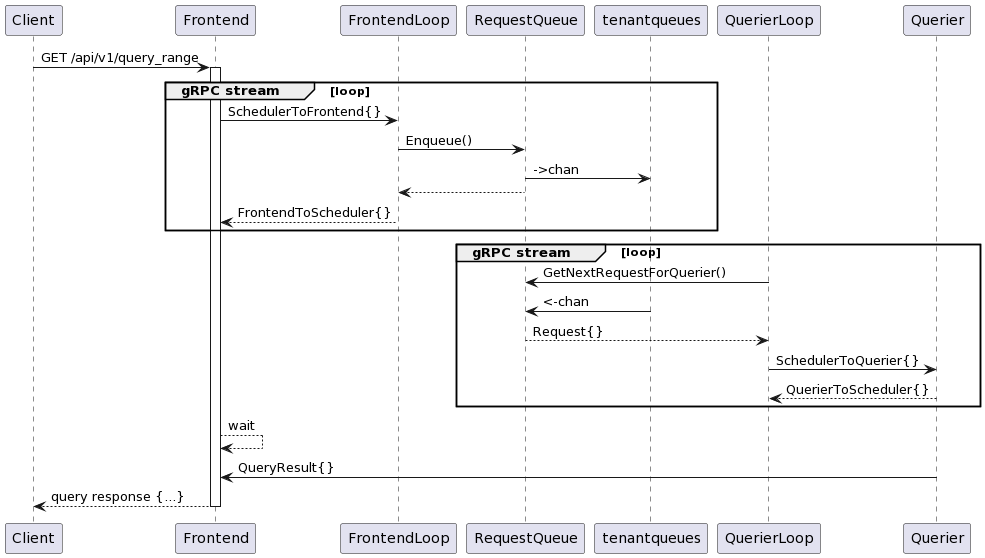 Client Frontend FrontendLoop RequestQueue tenantqueues QuerierLoop Querier
GET /api/v1/query_range
gRPC stream [loop]
SchedulerToFrontend{}
Enqueue()
->chan
FrontendToScheduler{}
gRPC stream [loop]
GetNextRequestForQuerier()
<-chan
Request{}
SchedulerToQuerier{}
QuerierToScheduler{}
wait
QueryResult{}
query response {...}
Client Frontend FrontendLoop RequestQueue tenantqueues QuerierLoop Querier